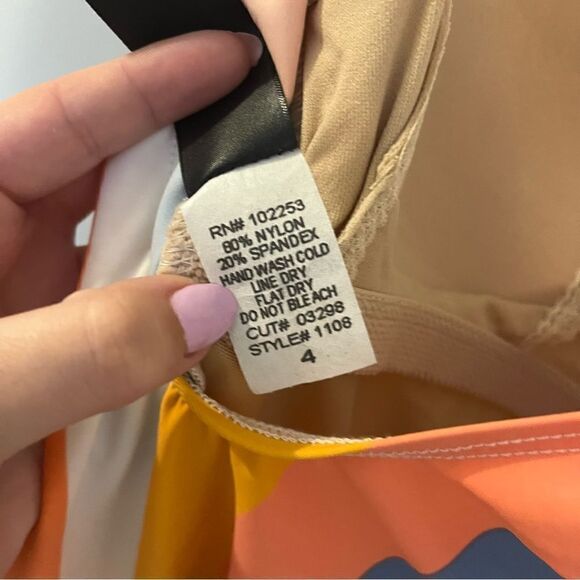 RN# 102253
80% NYLON
20% SPANDEX
HAND WASH COLD
LINE DRY
FLAT DRY
DO NOT BLEACH
CUT# 03298
STYLE# 1108
4